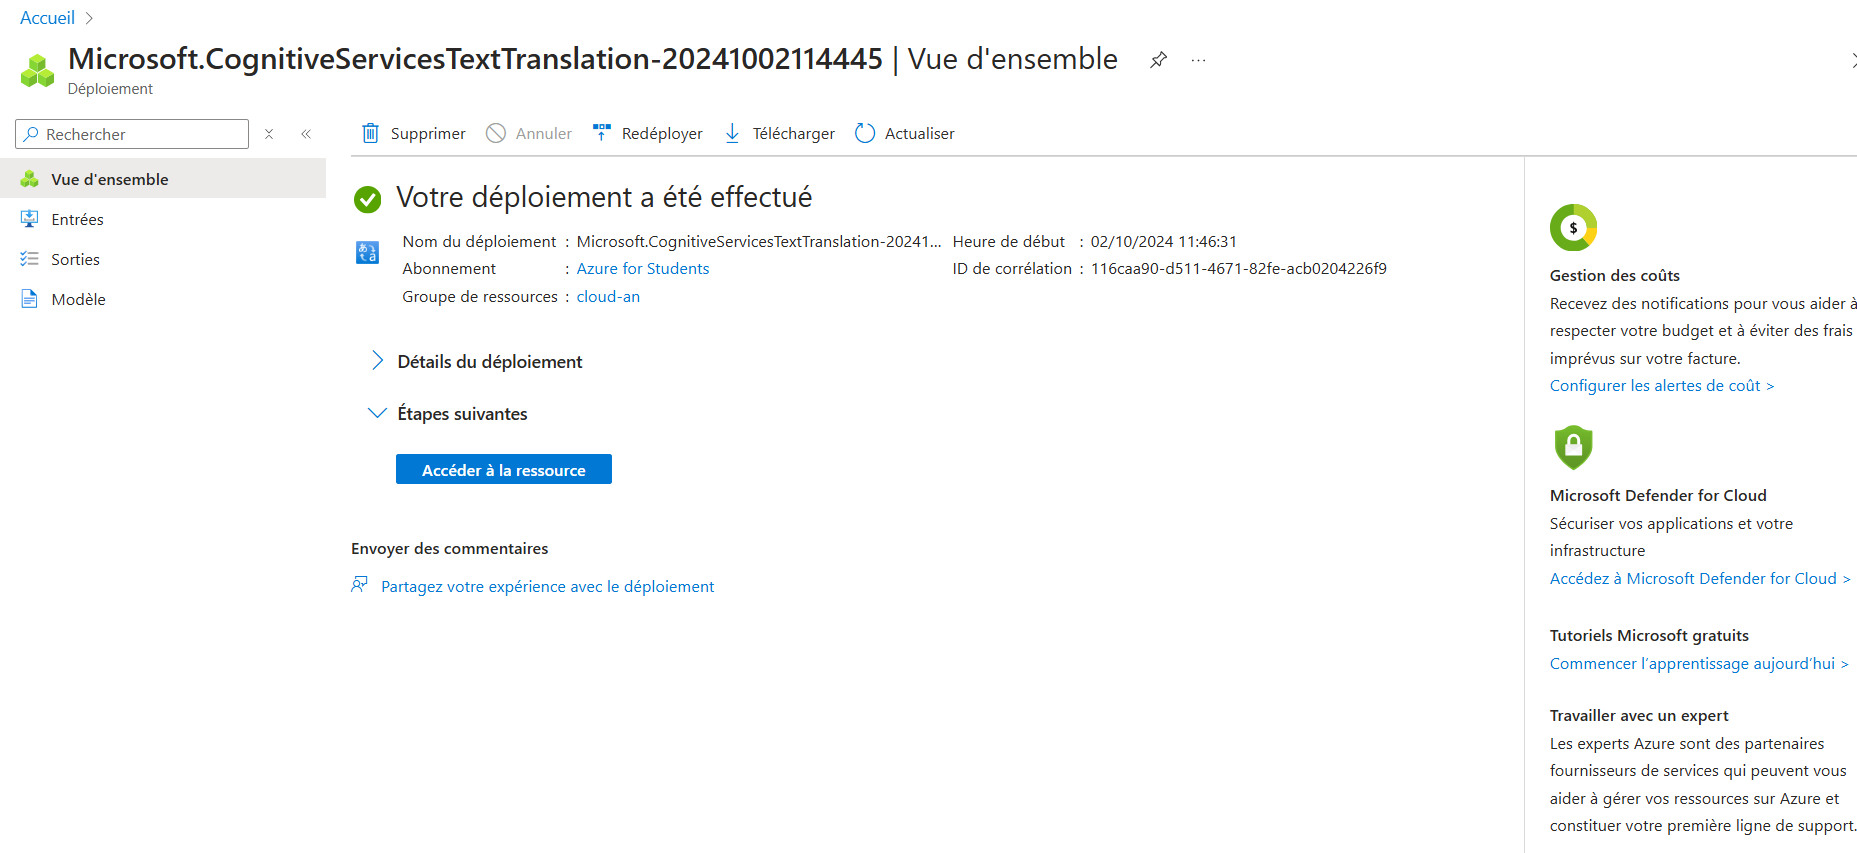 Accueil
Microsoft.CognitiveServicesTextTranslation-20241002114445 | Vue d'ensemble
...
Déploiement
Rechercher
Supprimer
Annuler
Redéployer
Télécharger
Actualiser
Vue d'ensemble
Entrées
Sorties
Modèle
Votre déploiement a été effectué
Nom du déploiement : Microsoft.CognitiveServicesTextTranslation-20241...
Abonnement : Azure for Students
Groupe de ressources : cloud-an
Heure de début : 02/10/2024 11:46:31
ID de corrélation : 116caa90-d511-4671-82fe-acb0204226f9
Détails du déploiement
Étapes suivantes
Accéder à la ressource
Envoyer des commentaires
Partagez votre expérience avec le déploiement
$
Gestion des coûts
Recevez des notifications pour vous aider à
respecter votre budget et à éviter des frais
imprévus sur votre facture.
Configurer les alertes de coût >
Microsoft Defender for Cloud
Sécuriser vos applications et votre
infrastructure
Accédez à Microsoft Defender for Cloud >
Tutoriels Microsoft gratuits
Commencer l'apprentissage aujourd'hui >
Travailler avec un expert
Les experts Azure sont des partenaires
fournisseurs de services qui peuvent vous
aider à gérer vos ressources sur Azure et
constituer votre première ligne de support.